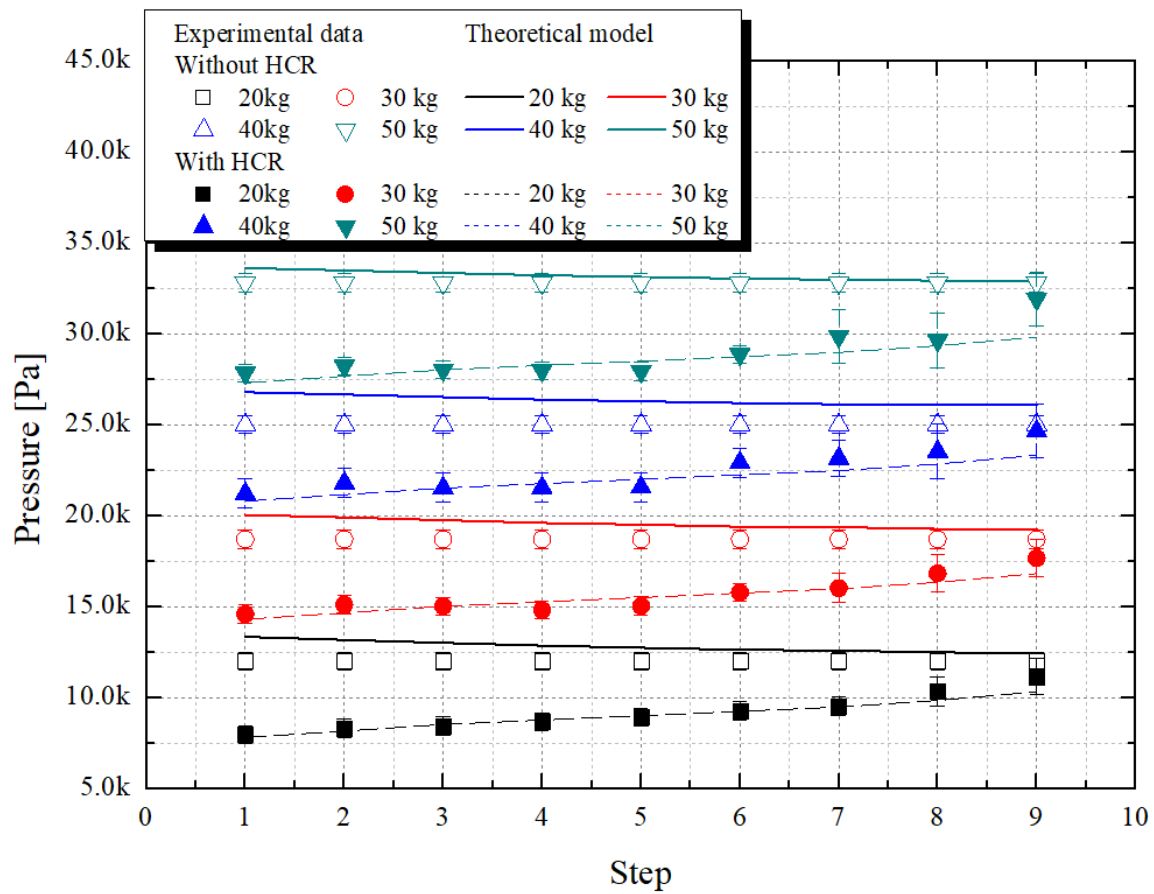 Experimental data Theoretical model
Without HCR
20kg 30 kg 20 kg 30 kg
40kg 50 kg 40 kg 50 kg
With HCR
20kg 30 kg 20 kg 30 kg
40kg 50 kg 40 kg 50 kg
45.0k
40.0k
35.0k
30.0k
25.0k
20.0k
15.0k
10.0k
5.0k
Pressure [Pa]
0 1 2 3 4 5 6 7 8 9 10
Step